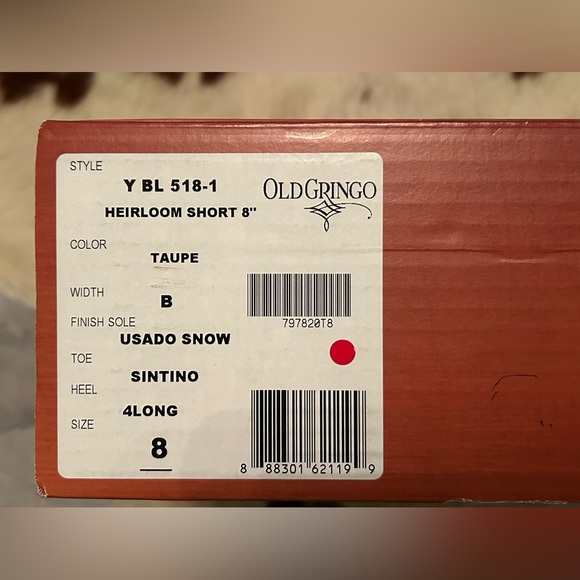 STYLE
Y BL 518-1
OLD GRINGO
HEIRLOOM SHORT 8"
COLOR
TAUPE
WIDTH
B
797820T8
FINISH SOLE
USADO SNOW
TOE
SINTINO
HEEL
4LONG
SIZE
8
8 88301 62119 9